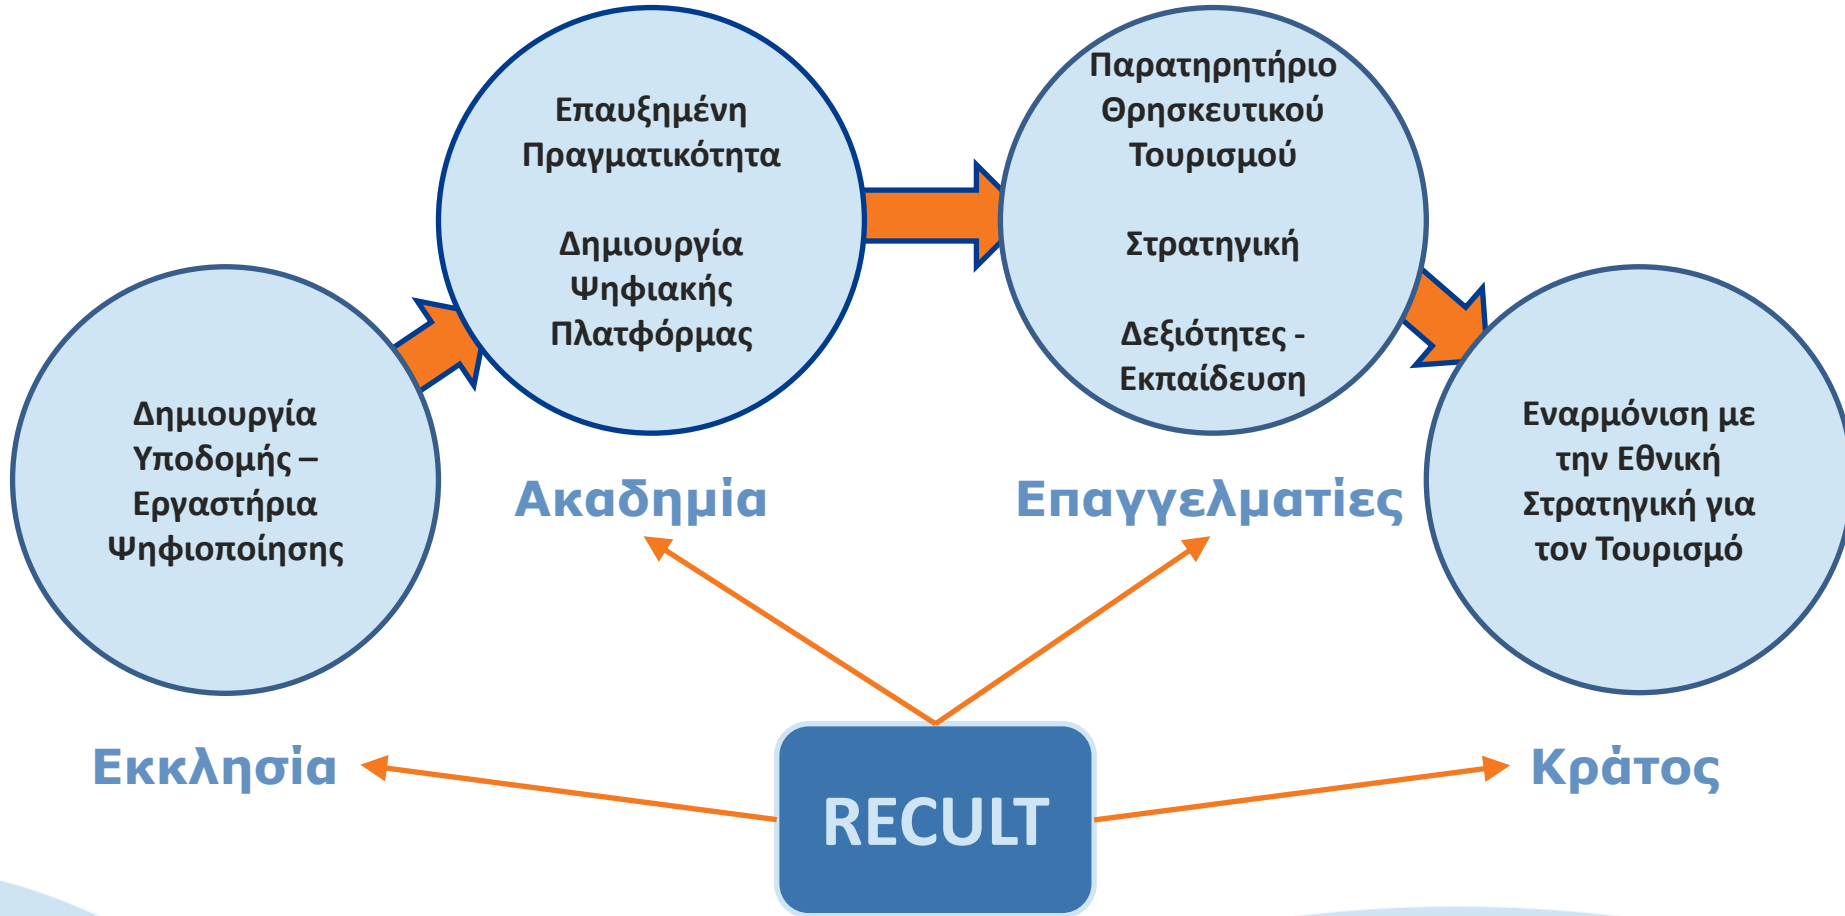 Δημιουργία
Υποδομής –
Εργαστήρια
Ψηφιοποίησης
Εκκλησία
Επαυξημένη
Πραγματικότητα
Δημιουργία
Ψηφιακής
Πλατφόρμας
Ακαδημία
Παρατηρητήριο
Θρησκευτικού
Τουρισμού
Στρατηγική
Δεξιότητες -
Εκπαίδευση
Επαγγελματίες
Εναρμόνιση με
την Εθνική
Στρατηγική για
τον Τουρισμό
Κράτος
RECULT